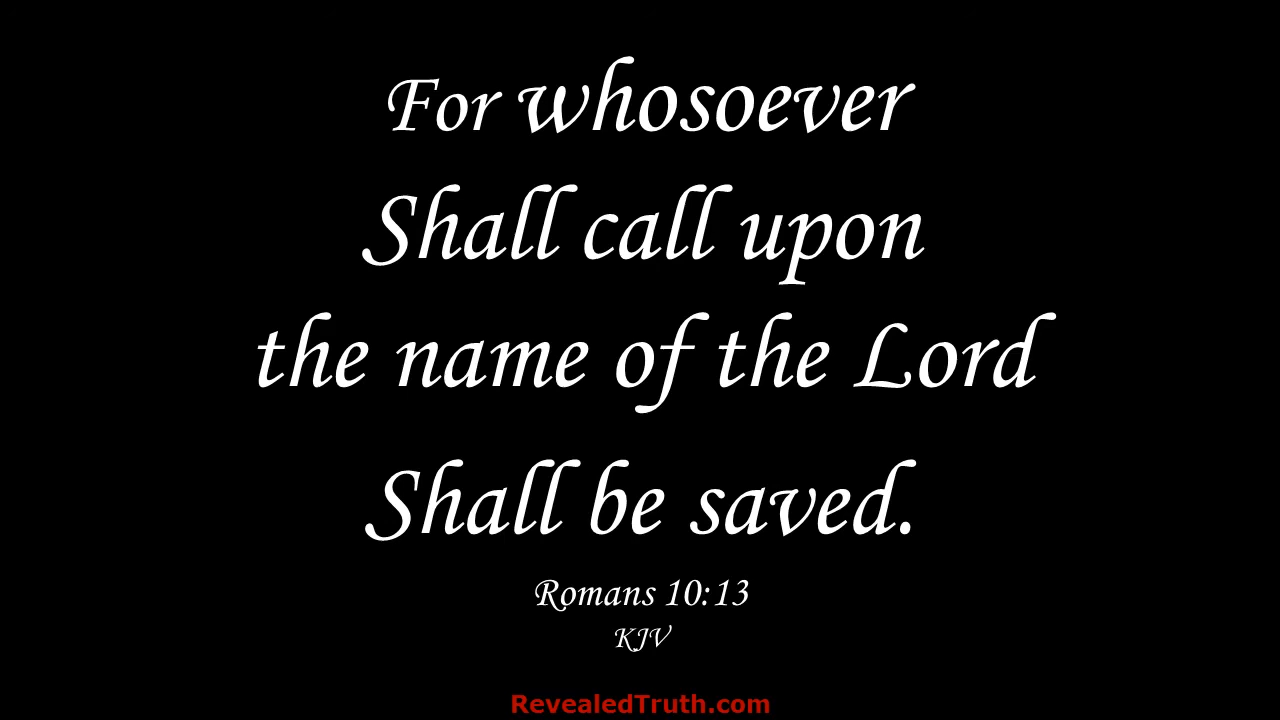 For whosoever
Shall call upon
the name of the Lord
Shall be saved.
Romans 10:13
KJV
RevealedTruth.com